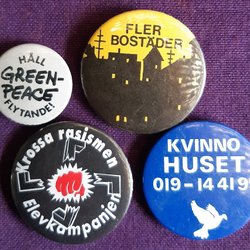 HÅLL
GREEN-
PEACE
FLYTANDE!
FLER
BOSTÄDER
Krossa rasismen
Elevkampanjen
KVINNO
HUSET
019-14 41 9